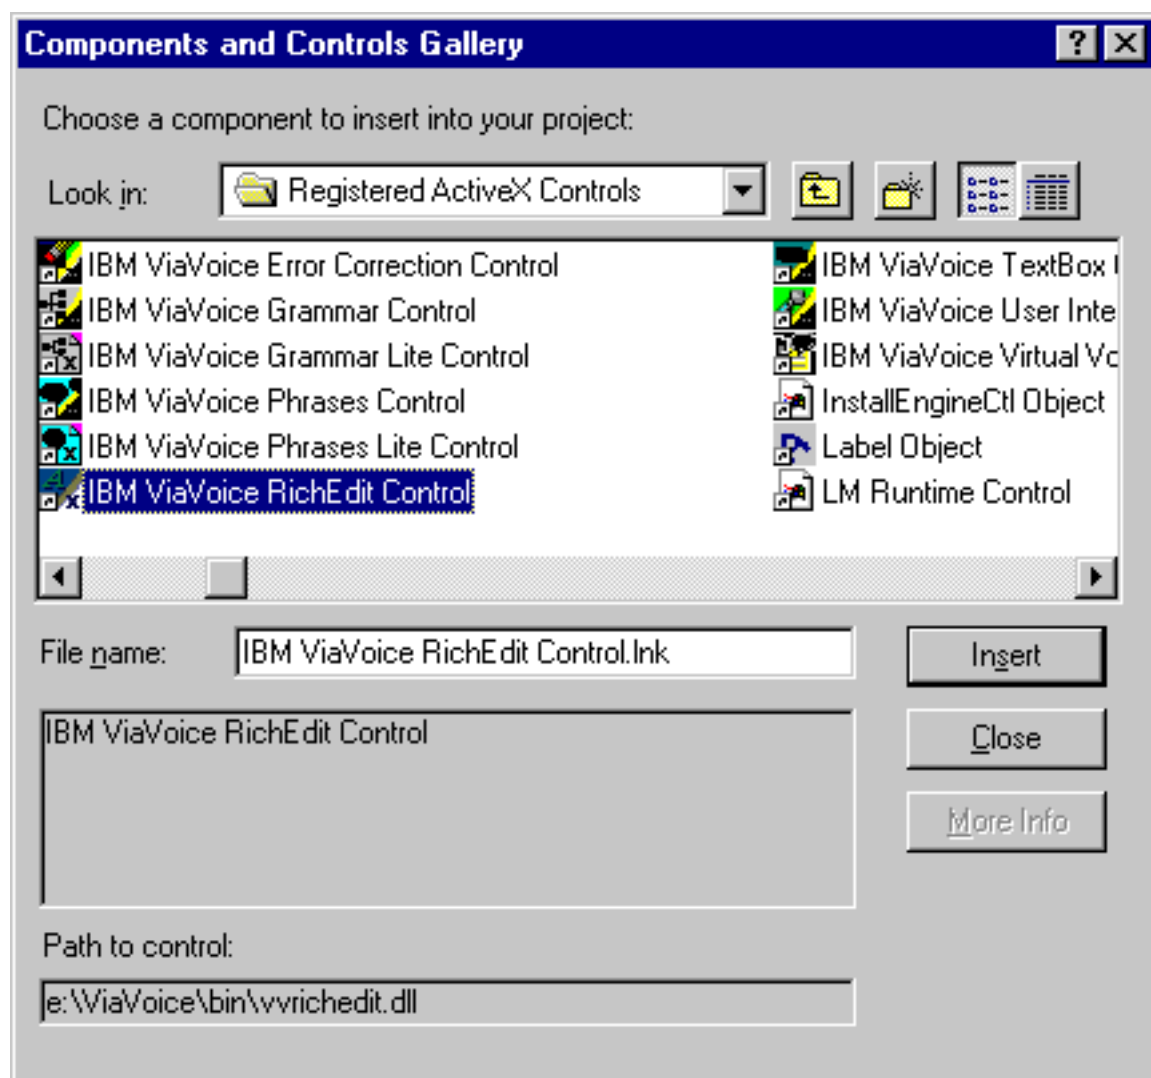 Components and Controls Gallery
Choose a component to insert into your project:
Look in: Registered ActiveX Controls
IBM ViaVoice Error Correction Control
IBM ViaVoice Grammar Control
IBM ViaVoice Grammar Lite Control
IBM ViaVoice Phrases Control
IBM ViaVoice Phrases Lite Control
IBM ViaVoice RichEdit Control
IBM ViaVoice TextBox
IBM ViaVoice User Inte
IBM ViaVoice Virtual Vo
InstallEngineCtl Object
Label Object
LM Runtime Control
File name: IBM ViaVoice RichEdit Control.lnk
Insert
IBM ViaVoice RichEdit Control
Close
More Info
Path to control:
e:\ViaVoice\bin\vvrichedit.dll